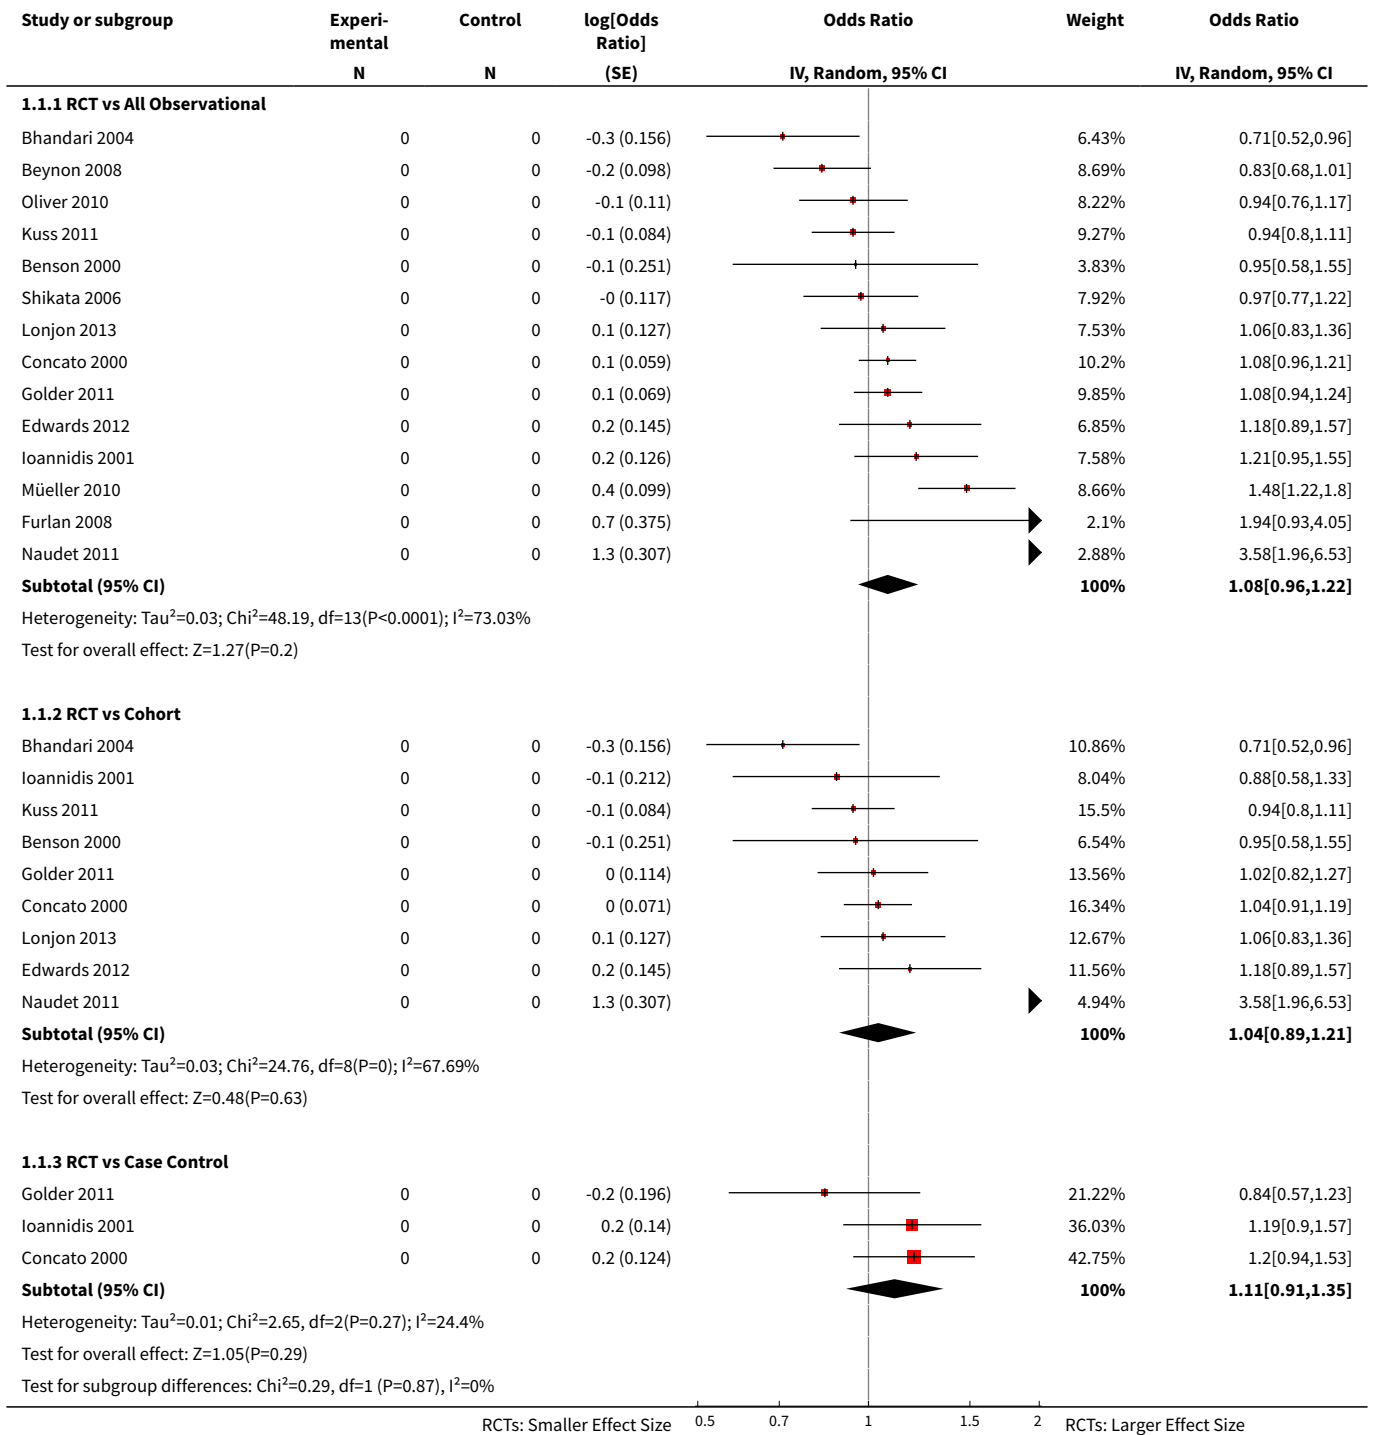 Study or subgroup Experi- Control log[Odds Odds Ratio Weight Odds Ratio
mental Ratio]
N N (SE) IV, Random, 95% CI IV, Random, 95% CI
1.1.1 RCT vs All Observational
Bhandari 2004 0 0 -0.3 (0.156) 6.43% 0.71[0.52,0.96]
Beynon 2008 0 0 -0.2 (0.098) 8.69% 0.83[0.68,1.01]
Oliver 2010 0 0 -0.1 (0.11) 8.22% 0.94[0.76,1.17]
Kuss 2011 0 0 -0.1 (0.084) 9.27% 0.94[0.8,1.11]
Benson 2000 0 0 -0.1 (0.251) 3.83% 0.95[0.58,1.55]
Shikata 2006 0 0 -0 (0.117) 7.92% 0.97[0.77,1.22]
Lonjon 2013 0 0 0.1 (0.127) 7.53% 1.06[0.83,1.36]
Concato 2000 0 0 0.1 (0.059) 10.2% 1.08[0.96,1.21]
Golder 2011 0 0 0.1 (0.069) 9.85% 1.08[0.94,1.24]
Edwards 2012 0 0 0.2 (0.145) 6.85% 1.18[0.89,1.57]
Ioannidis 2001 0 0 0.2 (0.126) 7.58% 1.21[0.95,1.55]
Müeller 2010 0 0 0.4 (0.099) 8.66% 1.48[1.22,1.8]
Furlan 2008 0 0 0.7 (0.375) 2.1% 1.94[0.93,4.05]
Naudet 2011 0 0 1.3 (0.307) 2.88% 3.58[1.96,6.53]
Subtotal (95% CI) 100% 1.08[0.96,1.22]
Heterogeneity: Tau²=0.03; Chi²=48.19, df=13(P<0.0001); I²=73.03%
Test for overall effect: Z=1.27(P=0.2)
1.1.2 RCT vs Cohort
Bhandari 2004 0 0 -0.3 (0.156) 10.86% 0.71[0.52,0.96]
Ioannidis 2001 0 0 -0.1 (0.212) 8.04% 0.88[0.58,1.33]
Kuss 2011 0 0 -0.1 (0.084) 15.5% 0.94[0.8,1.11]
Benson 2000 0 0 -0.1 (0.251) 6.54% 0.95[0.58,1.55]
Golder 2011 0 0 0 (0.114) 13.56% 1.02[0.82,1.27]
Concato 2000 0 0 0 (0.071) 16.34% 1.04[0.91,1.19]
Lonjon 2013 0 0 0.1 (0.127) 12.67% 1.06[0.83,1.36]
Edwards 2012 0 0 0.2 (0.145) 11.56% 1.18[0.89,1.57]
Naudet 2011 0 0 1.3 (0.307) 4.94% 3.58[1.96,6.53]
Subtotal (95% CI) 100% 1.04[0.89,1.21]
Heterogeneity: Tau²=0.03; Chi²=24.76, df=8(P=0); I²=67.69%
Test for overall effect: Z=0.48(P=0.63)
1.1.3 RCT vs Case Control
Golder 2011 0 0 -0.2 (0.196) 21.22% 0.84[0.57,1.23]
Ioannidis 2001 0 0 0.2 (0.14) 36.03% 1.19[0.9,1.57]
Concato 2000 0 0 0.2 (0.124) 42.75% 1.2[0.94,1.53]
Subtotal (95% CI) 100% 1.11[0.91,1.35]
Heterogeneity: Tau²=0.01; Chi²=2.65, df=2(P=0.27); I²=24.4%
Test for overall effect: Z=1.05(P=0.29)
Test for subgroup differences: Chi²=0.29, df=1 (P=0.87), I²=0%
RCTs: Smaller Effect Size 0.5 0.7 1 1.5 2 RCTs: Larger Effect Size